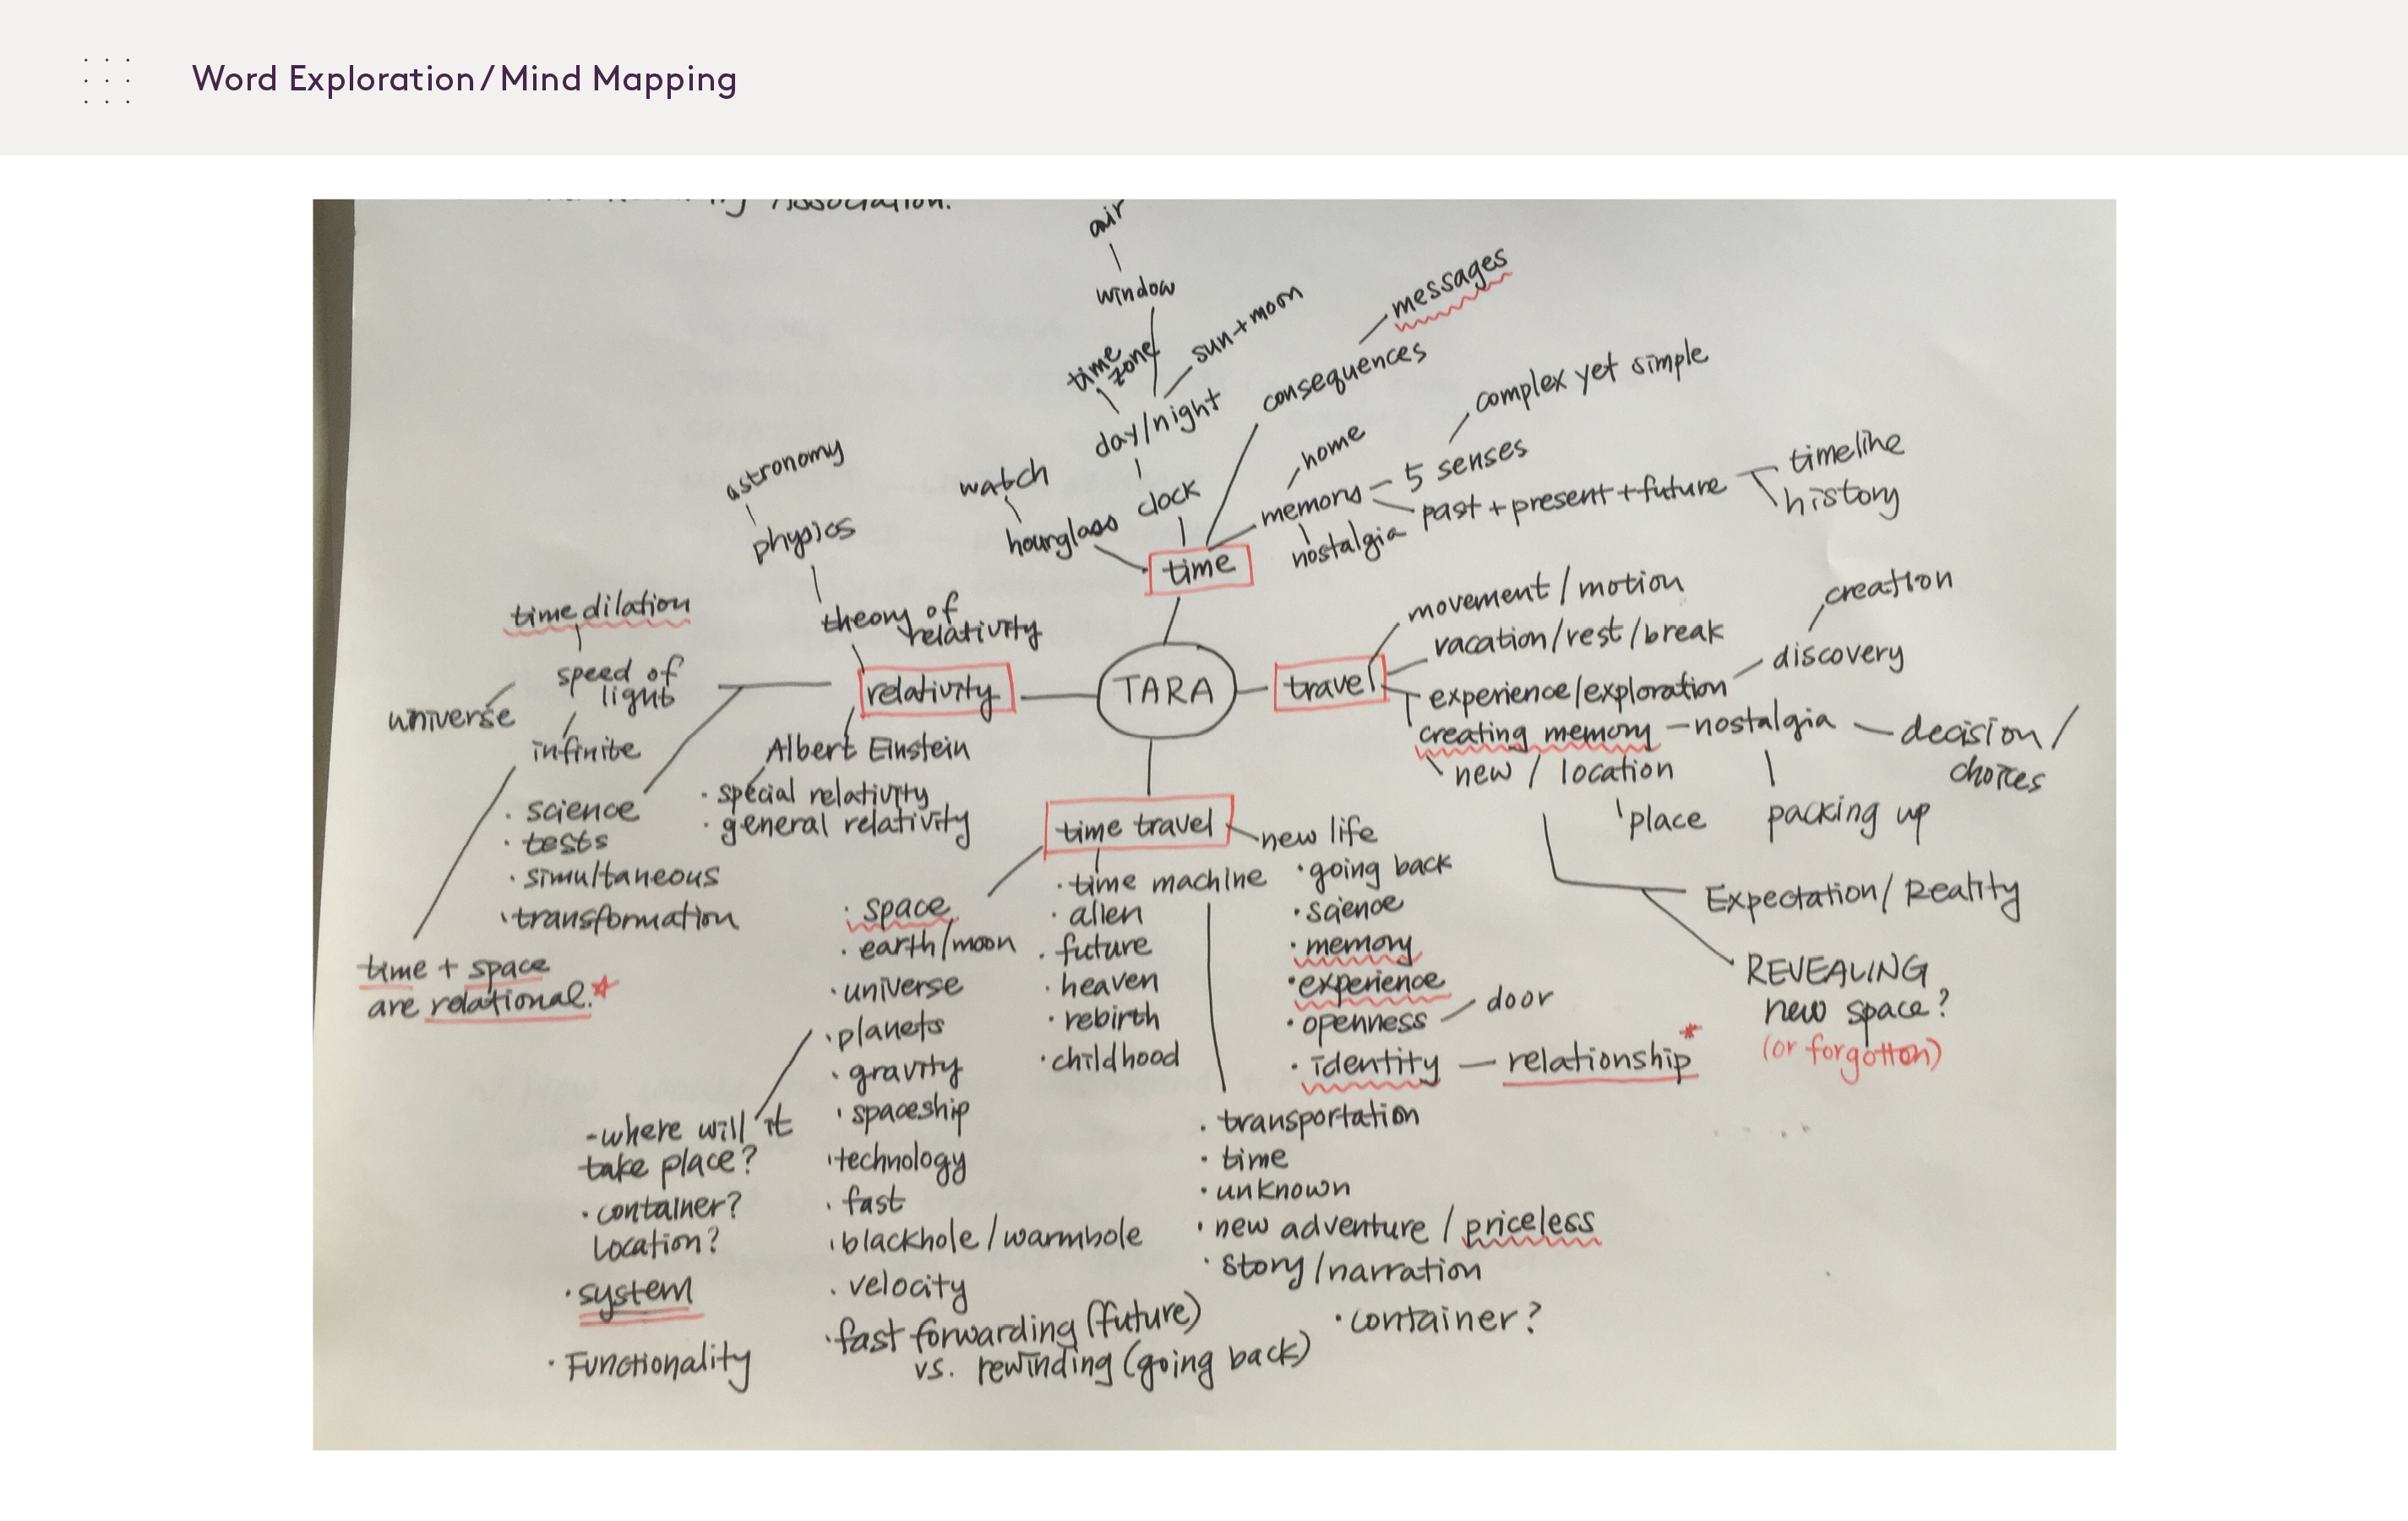 Word Exploration/Mind Mapping
Association.
air
window
time
zone
sun+moon
day/night
messages
consequences
complex yet simple
home
5 senses
memory
nostalgia
past+present+future
timeline
history
watch
hourglass
clock
time
astronomy
physics
theory of
relativity
relativity
TARA
travel
movement/motion
vacation/rest/break
experience/exploration
discovery
creation
creating memory
nostalgia
decision/
choices
new / location
place
packing up
Expectation/Reality
REVEALING
new space?
(or forgotton)
time dilation
speed of
light
universe
infinite
Albert Einstein
· special relativity
· general relativity
· science
· tests
· simultaneous
· transformation
time + space
are relational.*
time travel
new life
· going back
· science
· memory
· experience
· openness
door
· identity — relationship*
· time machine
· alien
· future
· heaven
· rebirth
· childhood
· space
· earth/moon
· universe
· planets
· gravity
· spaceship
· technology
· fast
· blackhole/warmhole
· velocity
· fast forwarding (future)
vs. rewinding (going back)
-where will it
take place?
· container?
location?
· system
· Functionality
· transportation
· time
· unknown
· new adventure / priceless
· story/narration
· container?